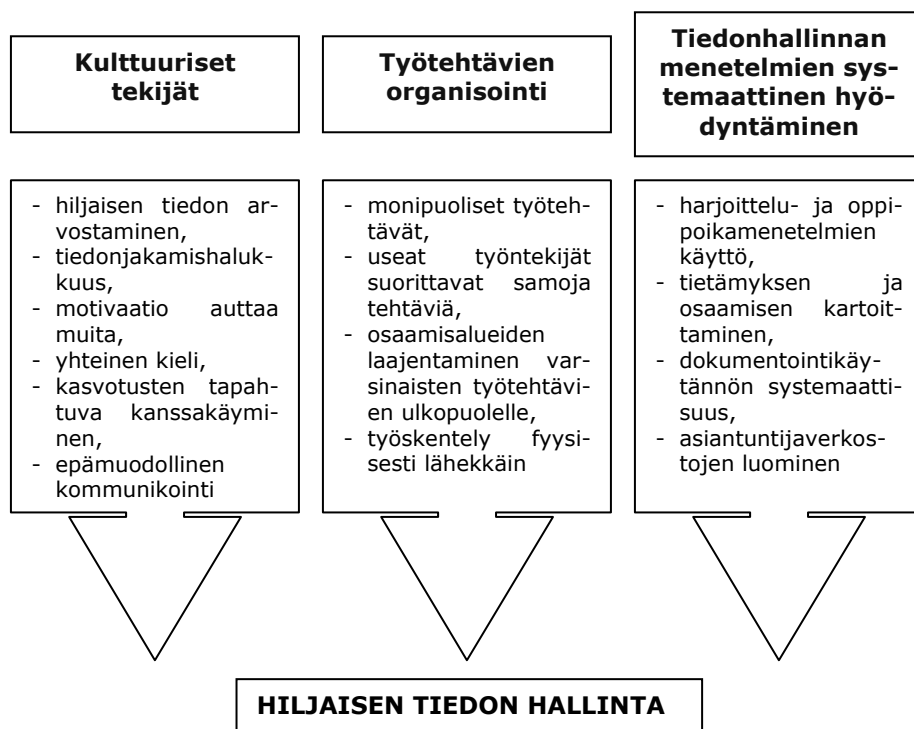 Kulttuuriset
tekijät
Työtehtävien
organisointi
Tiedonhallinnan
menetelmien sys-
temaattinen hyö-
dyntäminen
- hiljaisen tiedon ar-
vostaminen,
- tiedonjakamishaluk-
kuus,
- motivaatio auttaa
muita,
- yhteinen kieli,
- kasvotusten tapah-
tuva kanssakäymi-
nen,
- epämuodollinen
kommunikointi
- monipuoliset työteh-
tävät,
- useat työntekijät
suorittavat samoja
tehtäviä,
- osaamisalueiden
laajentaminen var-
sinaisten työtehtävi-
en ulkopuolelle,
- työskentely fyysi-
sesti lähekkäin
- harjoittelu- ja oppi-
poikamenetelmien
käyttö,
- tietämyksen ja
osaamisen kartoit-
taminen,
- dokumentointikäy-
tännön systemaatti-
suus,
- asiantuntijaverkos-
tojen luominen
HILJAISEN TIEDON HALLINTA